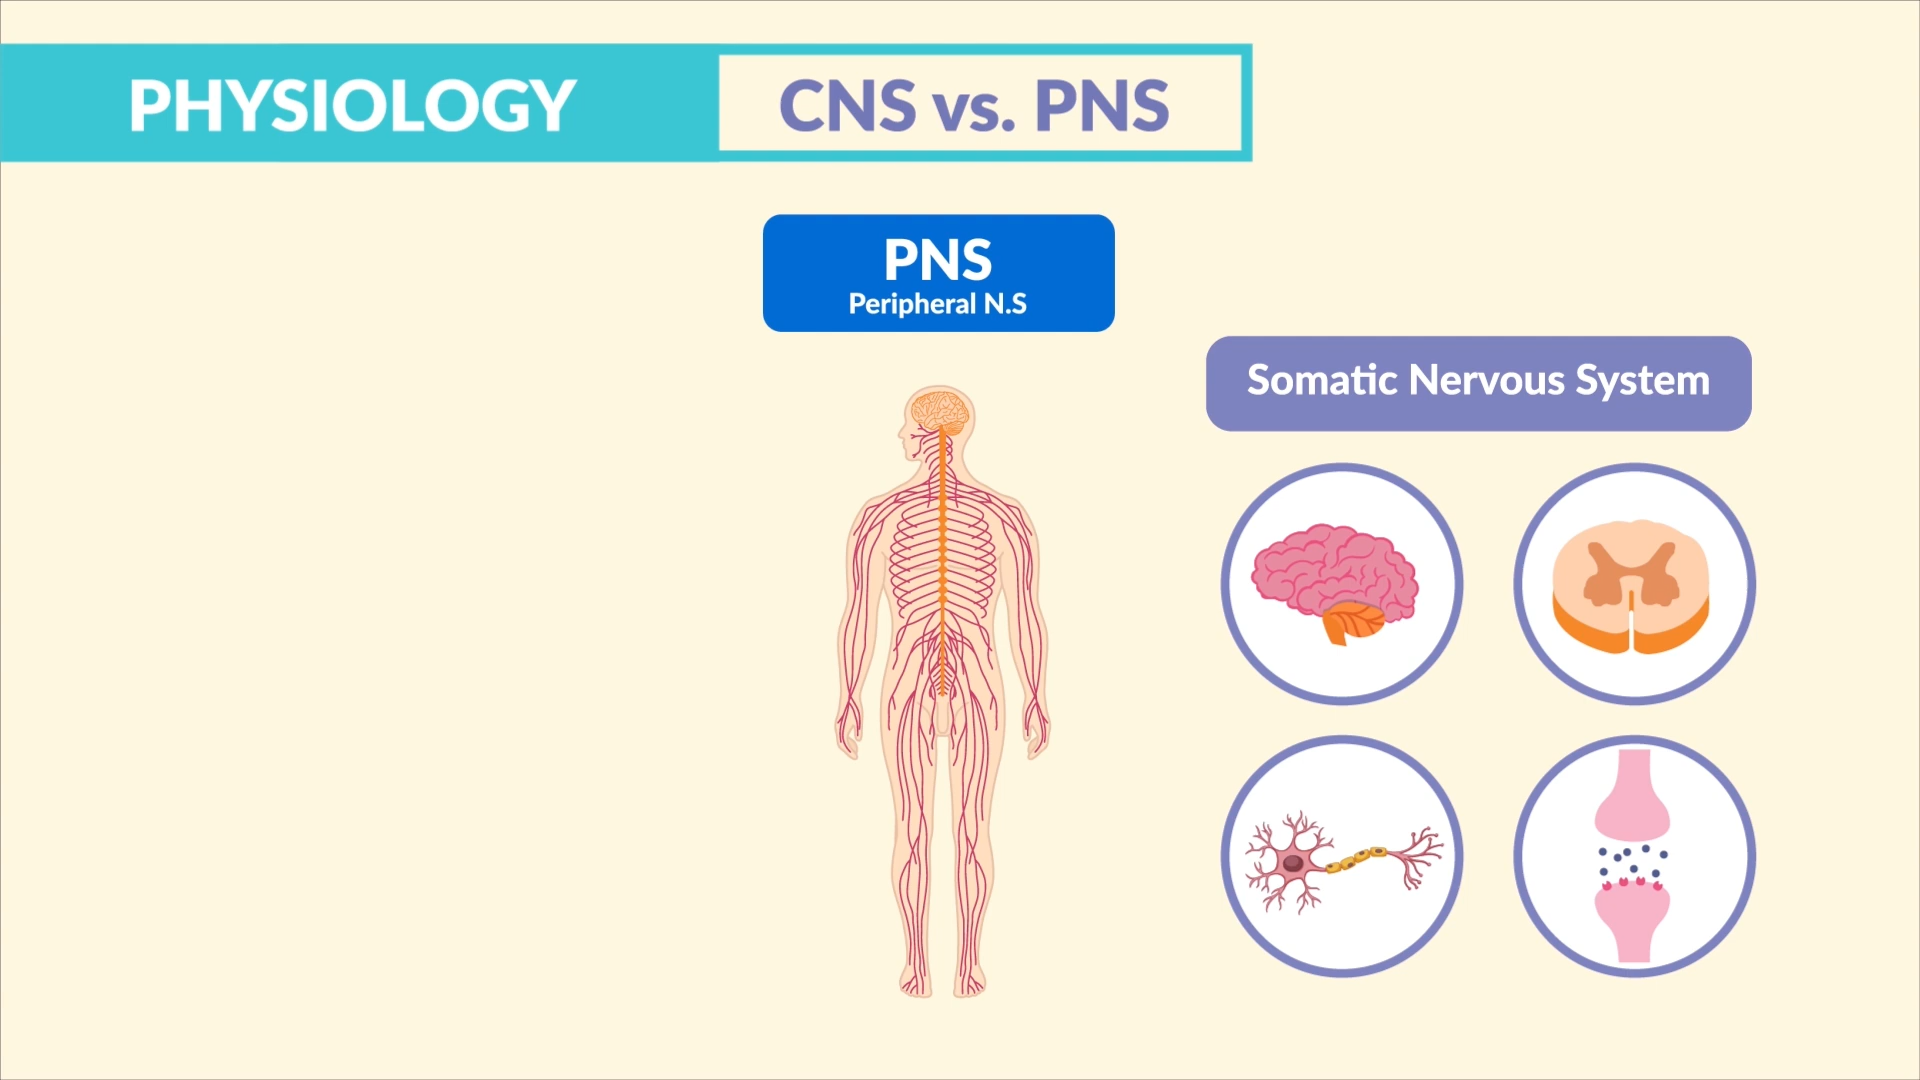 PHYSIOLOGY
CNS vs. PNS
PNS
Peripheral N.S
Somatic Nervous System